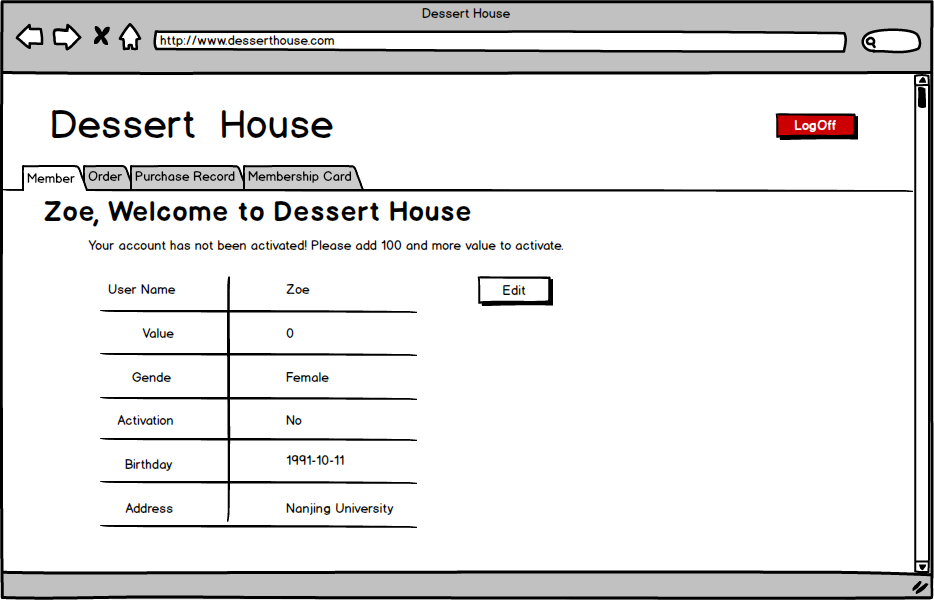 Dessert House
http://www.desserthouse.com
Dessert House
LogOff
Member Order Purchase Record Membership Card
Zoe, Welcome to Dessert House
Your account has not been activated! Please add 100 and more value to activate.
User Name Zoe Edit
Value 0
Gende Female
Activation No
Birthday 1991-10-11
Address Nanjing University